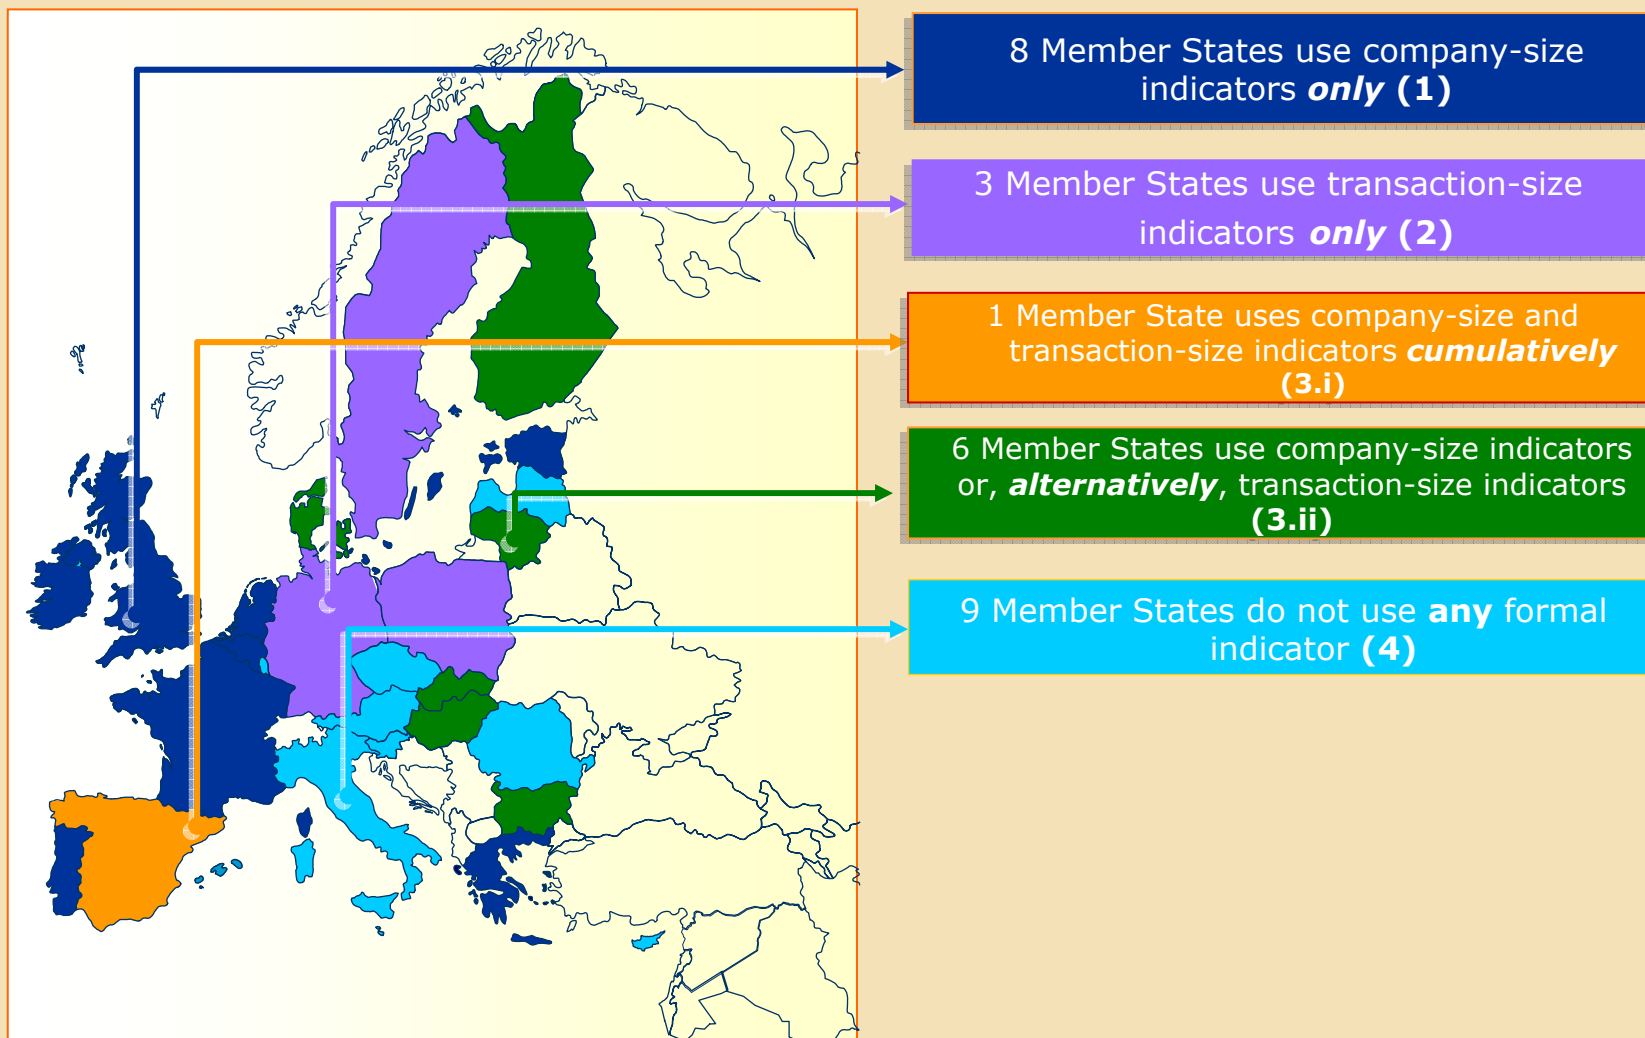 8 Member States use company-size
indicators only (1)
3 Member States use transaction-size
indicators only (2)
1 Member State uses company-size and
transaction-size indicators cumulatively
(3.i)
6 Member States use company-size indicators
or, alternatively, transaction-size indicators
(3.ii)
9 Member States do not use any formal
indicator (4)